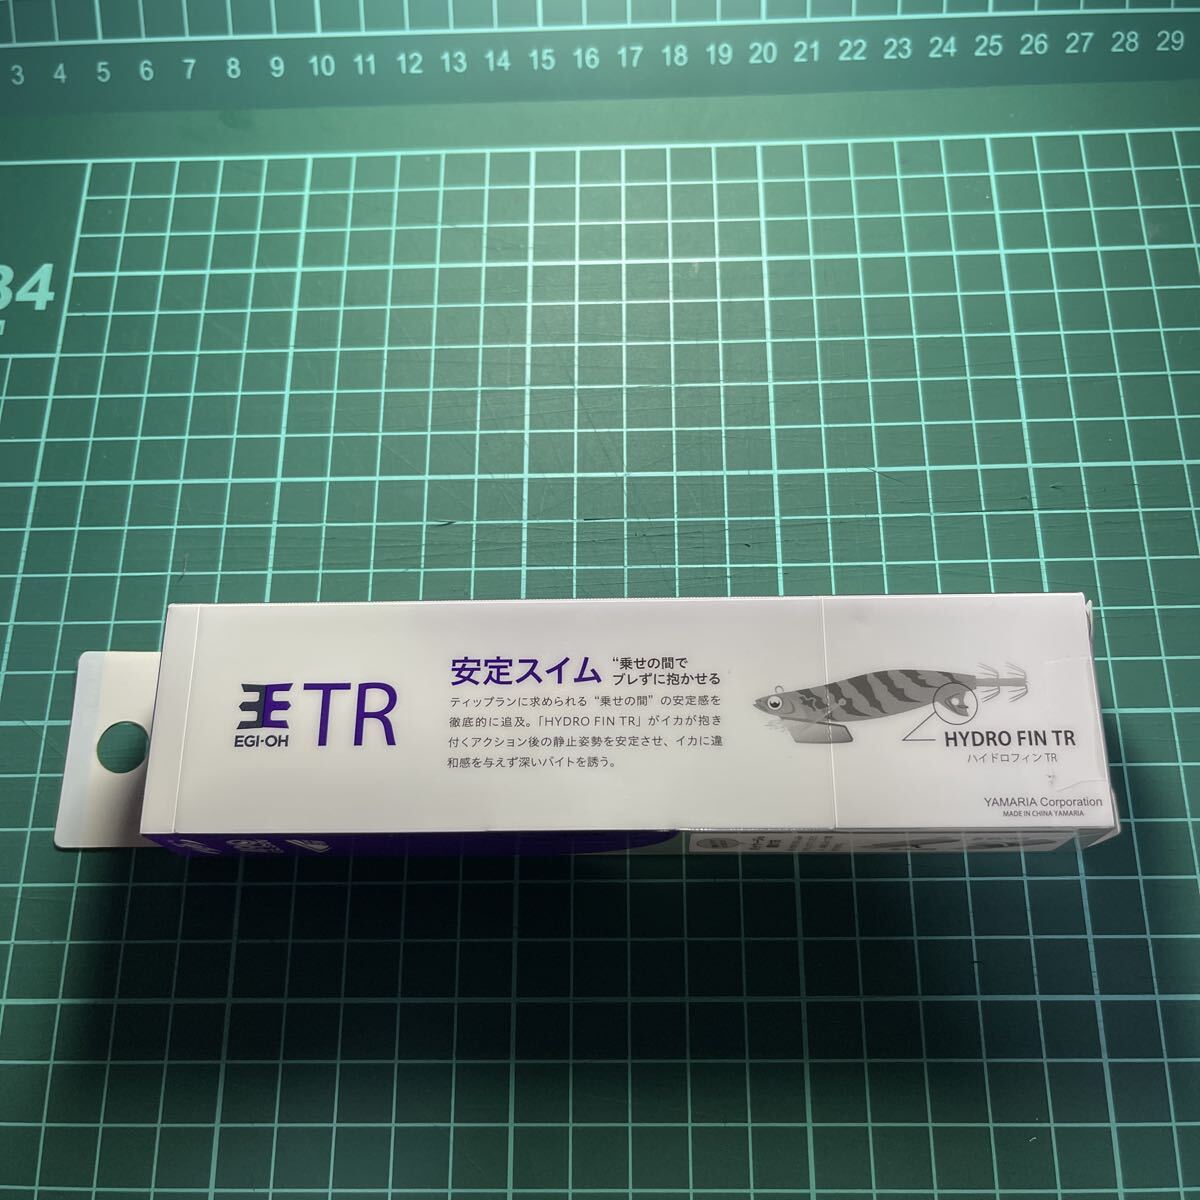 3 4 5 6 7 8 9 10 11 12 13 14 15 16 17 18 19 20 21 22 23 24 25 26 27 28 29
34
EGI-OH
TR
安定スイム
“乗せの間で
ブレずに抱かせる
ティップランに求められる“乗せの間”の安定感を
徹底的に追及。「HYDRO FIN TR」がイカが抱き
付くアクション後の静止姿勢を安定させ、イカに違
和感を与えず深いバイトを誘う。
HYDRO FIN TR
ハイドロフィン TR
YAMARIA Corporation
MADE IN CHINA YAMARIA